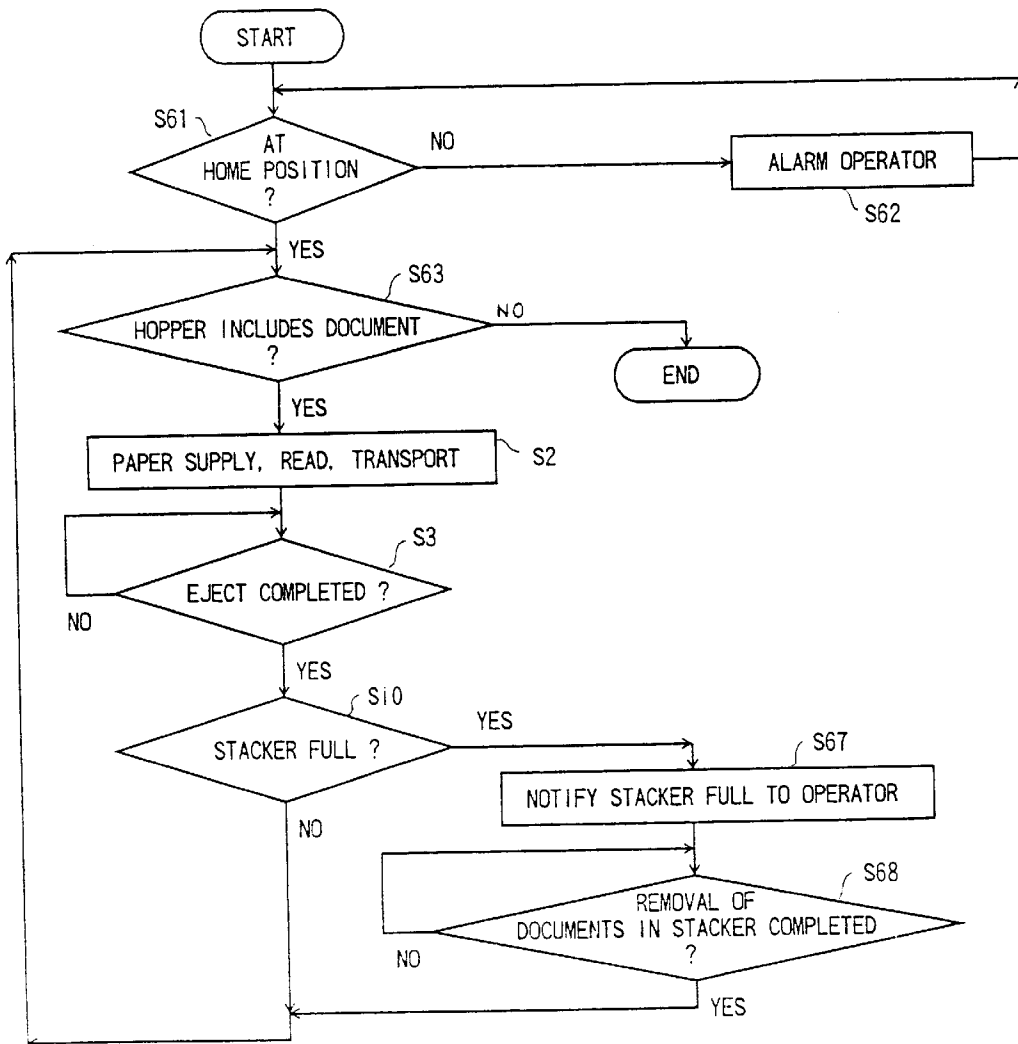 START
S61
AT
HOME POSITION
?
NO
ALARM OPERATOR
S62
YES
S63
HOPPER INCLUDES DOCUMENT
?
NO
END
YES
PAPER SUPPLY, READ, TRANSPORT
S2
S3
EJECT COMPLETED ?
NO
YES
Si0
STACKER FULL ?
YES
S67
NOTIFY STACKER FULL TO OPERATOR
NO
S68
REMOVAL OF
DOCUMENTS IN STACKER COMPLETED
?
NO
YES